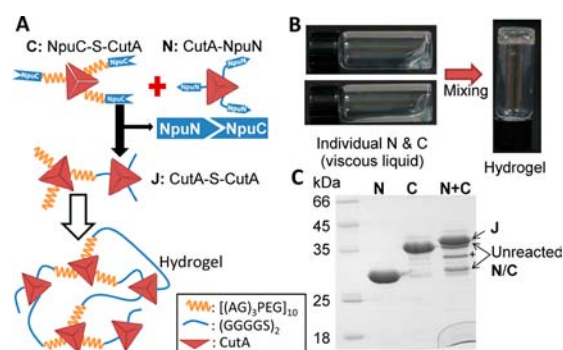 A
C: NpuC-S-CutA
N: CutA-NpuN
NpuC
NpuC
NpuC
NpuN
NpuN
NpuN
NpuN
NpuC
J: CutA-S-CutA
Hydrogel
: [(AG)3PEG]10
: (GGGGS)2
: CutA
B
Mixing
Individual N & C
(viscous liquid)
Hydrogel
C
kDa
N
C
N+C
66
45
35
25
18
J
+
Unreacted
N/C